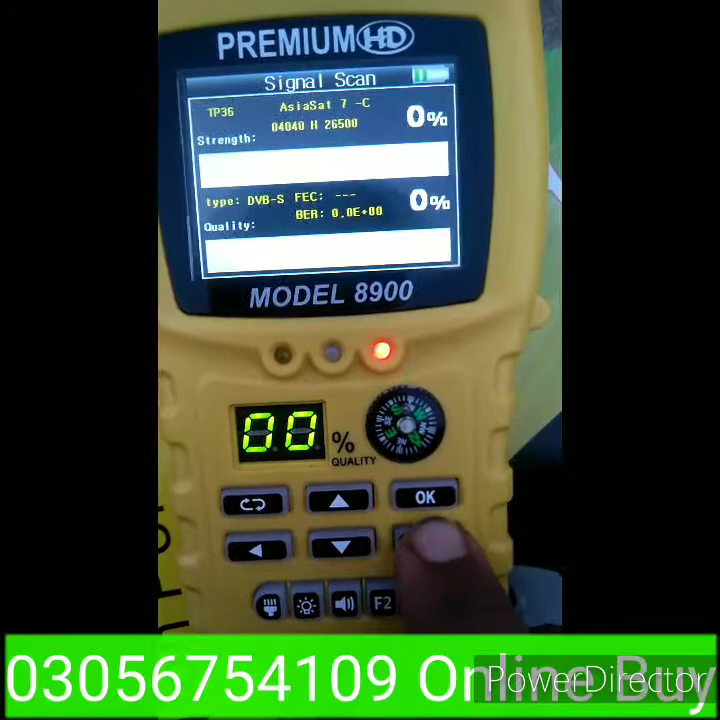 PREMIUM HD
Signal Scan
TP36 AsiaSat 7 -C
04040 H 26500
0%
Strength:
type: DVB-S FEC: ---
BER: 0.0E+00
0%
Quality:
MODEL 8900
00 %
QUALITY
OK
F2
03056754109 Online Buy
PowerDirector